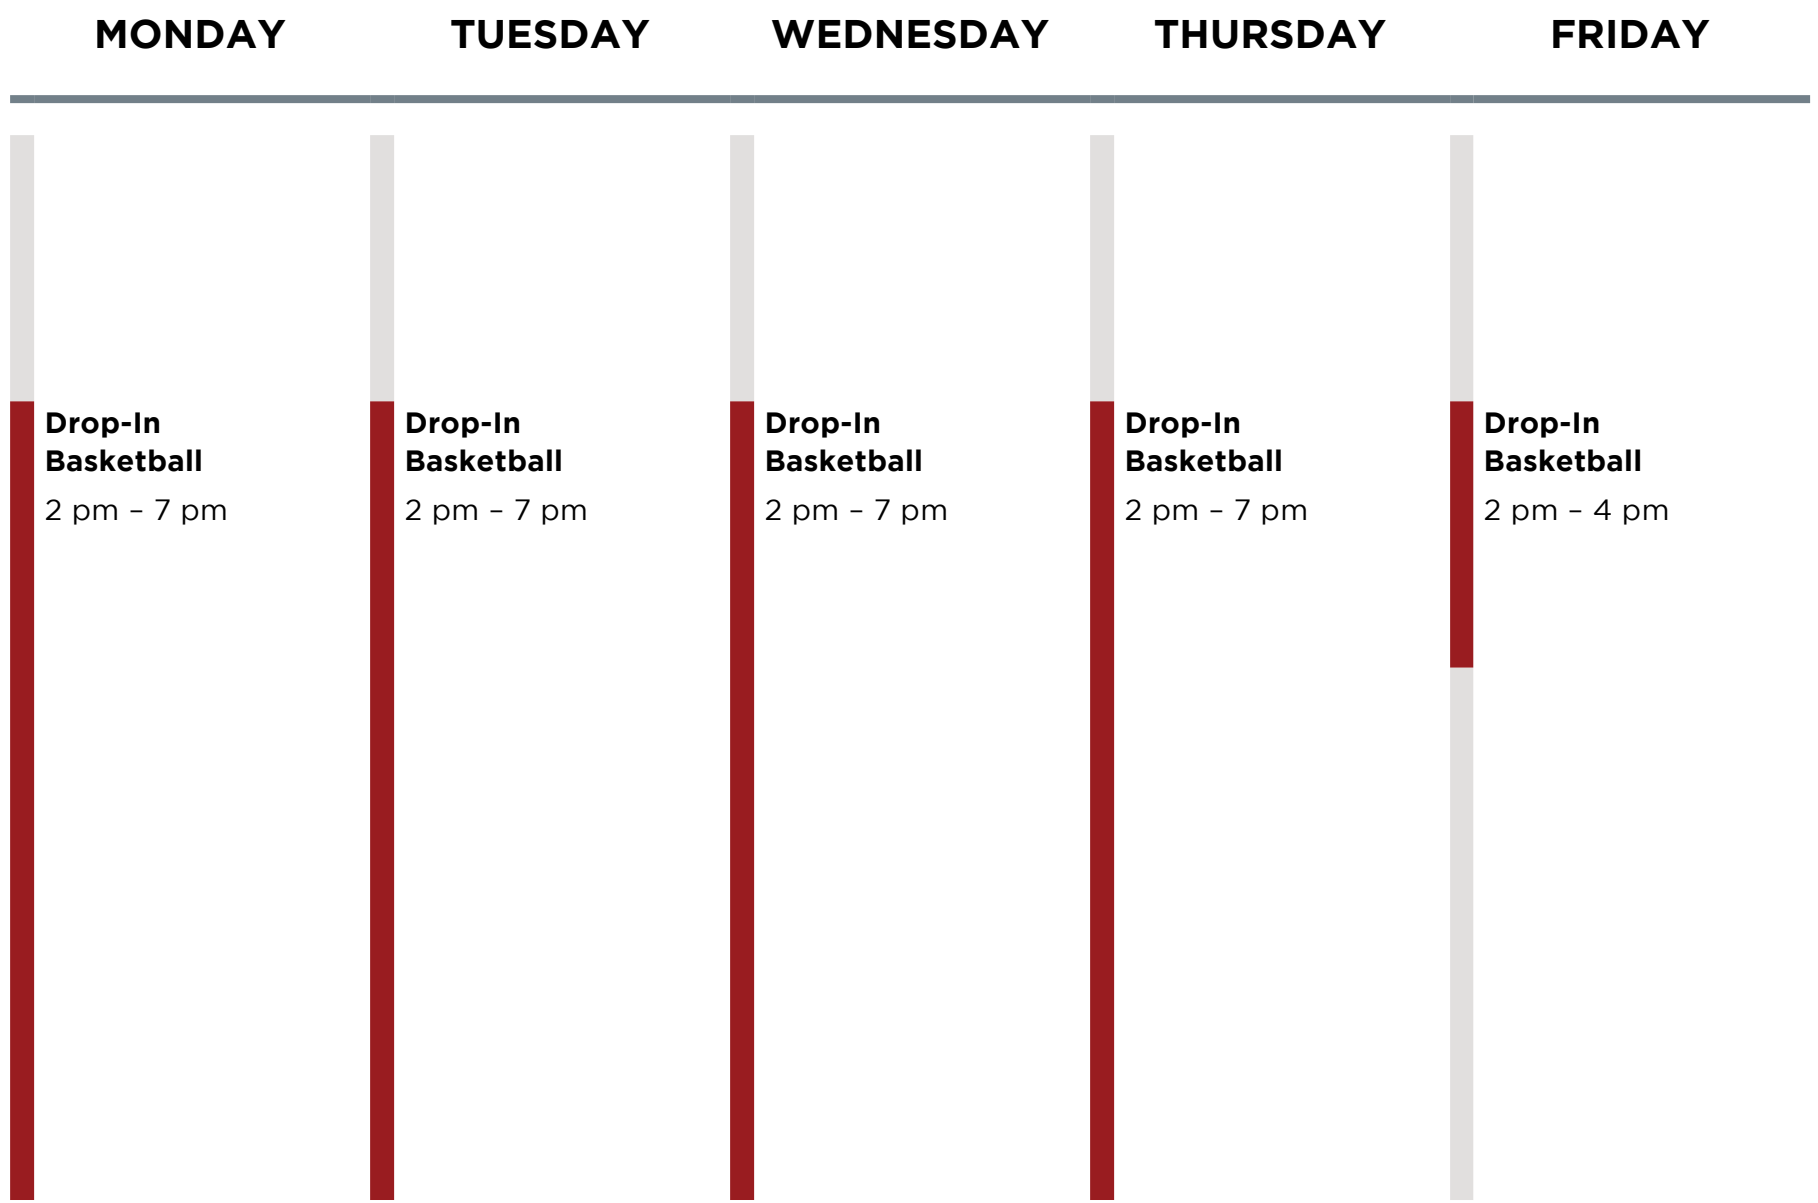 MONDAY
TUESDAY
WEDNESDAY
THURSDAY
FRIDAY
Drop-In
Basketball
2 pm – 7 pm
Drop-In
Basketball
2 pm – 7 pm
Drop-In
Basketball
2 pm – 7 pm
Drop-In
Basketball
2 pm – 7 pm
Drop-In
Basketball
2 pm – 4 pm